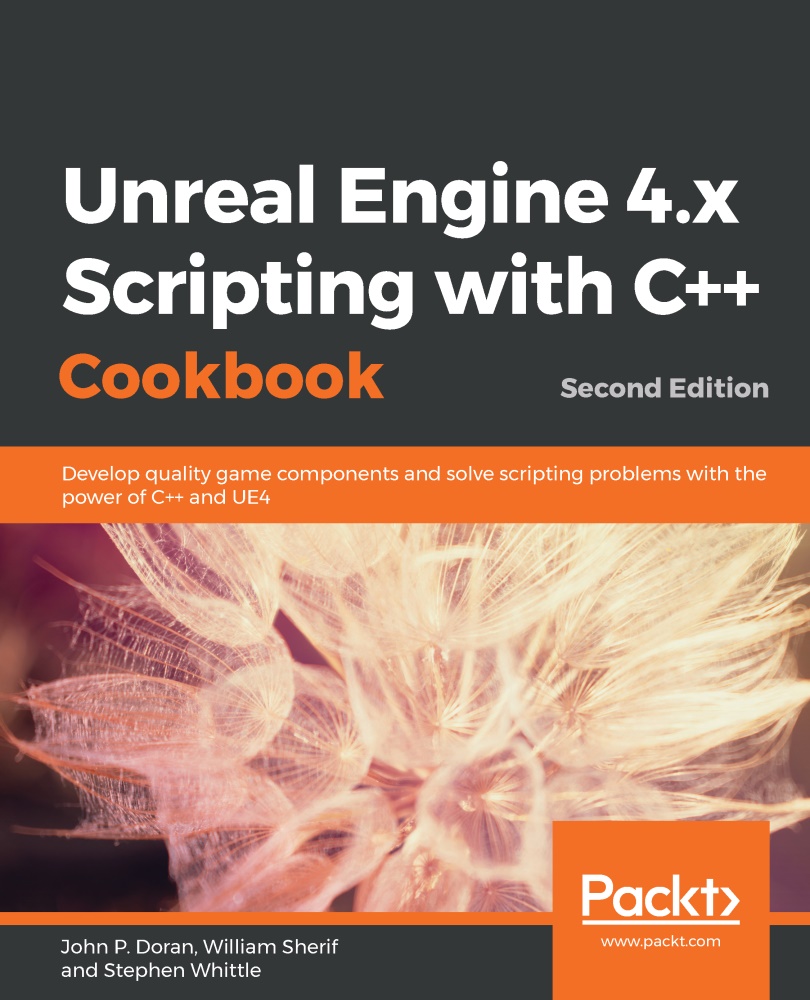 Unreal Engine 4.x
Scripting with C++
Cookbook
Second Edition
Develop quality game components and solve scripting problems with the
power of C++ and UE4
Packt>
www.packt.com
John P. Doran, William Sherif
and Stephen Whittle